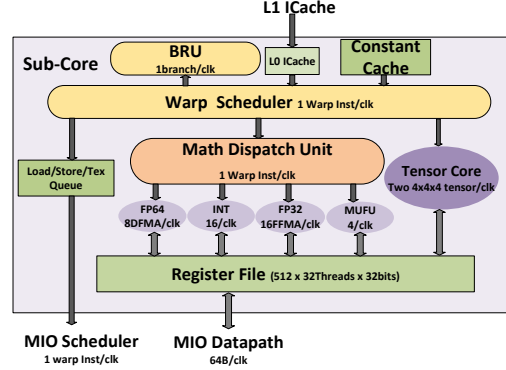 L1 ICache
Sub-Core
BRU
1branch/clk
L0 ICache
Constant
Cache
Warp Scheduler 1 Warp Inst/clk
Load/Store/Tex
Queue
Math Dispatch Unit
1 Warp Inst/clk
Tensor Core
Two 4x4x4 tensor/clk
FP64
8DFMA/clk
INT
16/clk
FP32
16FFMA/clk
MUFU
4/clk
Register File (512 x 32Threads x 32bits)
MIO Scheduler
1 warp Inst/clk
MIO Datapath
64B/clk